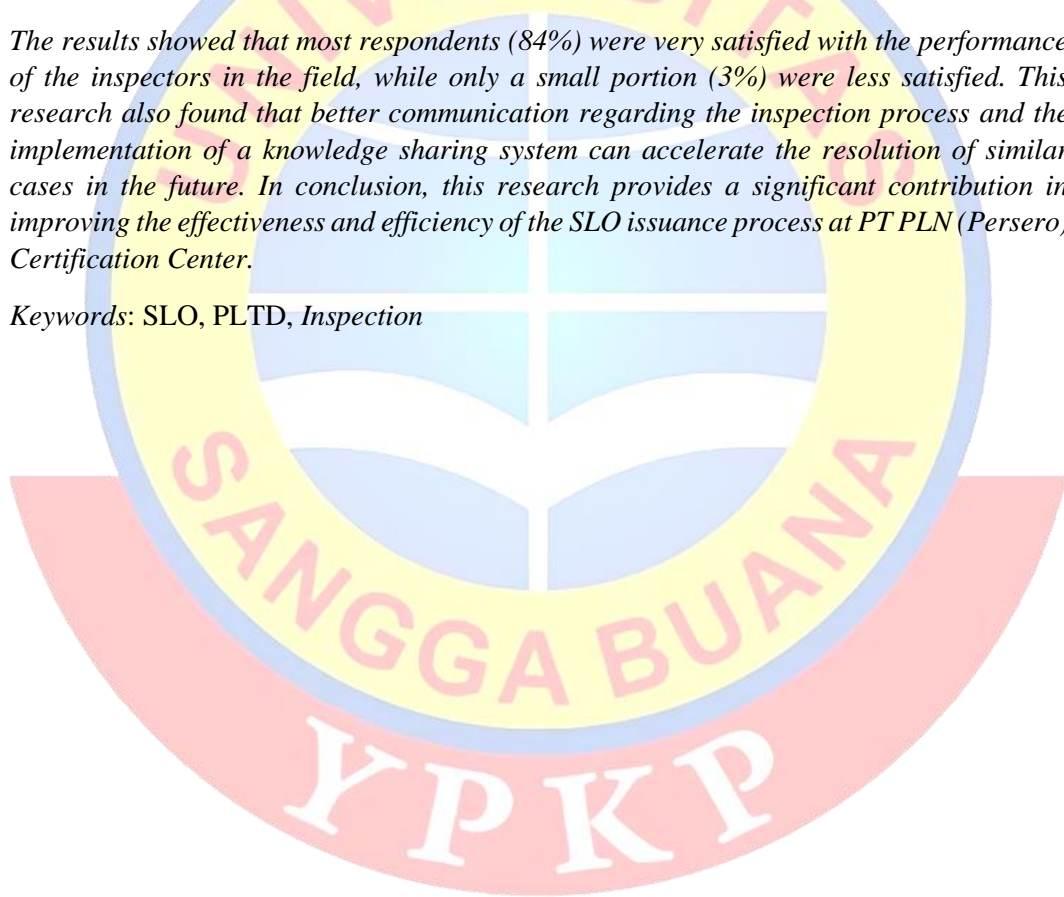 The results showed that most respondents (84%) were very satisfied with the performance
of the inspectors in the field, while only a small portion (3%) were less satisfied. This
research also found that better communication regarding the inspection process and the
implementation of a knowledge sharing system can accelerate the resolution of similar
cases in the future. In conclusion, this research provides a significant contribution in
improving the effectiveness and efficiency of the SLO issuance process at PT PLN (Persero)
Certification Center.
Keywords: SLO, PLTD, Inspection
SANGGA BUANA
YPKP